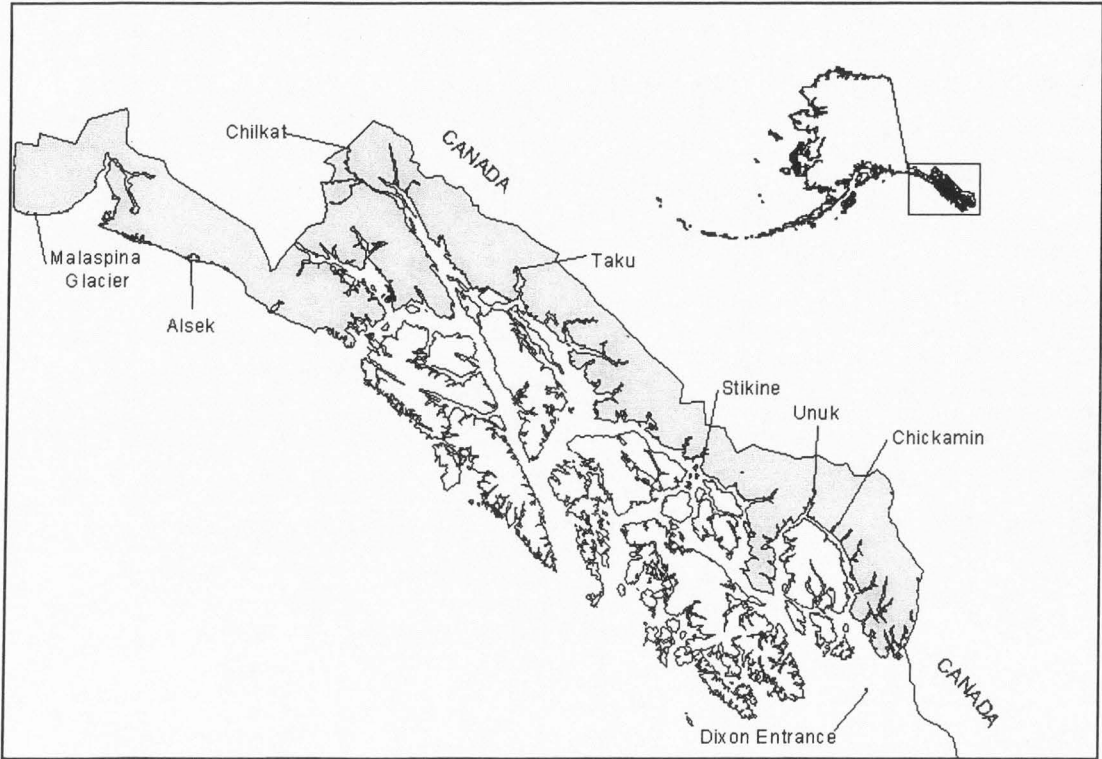 Chilkat
CANADA
Malaspina
Glacier
Alsek
Taku
Stikine
Unuk
Chickamin
CANADA
Dixon Entrance